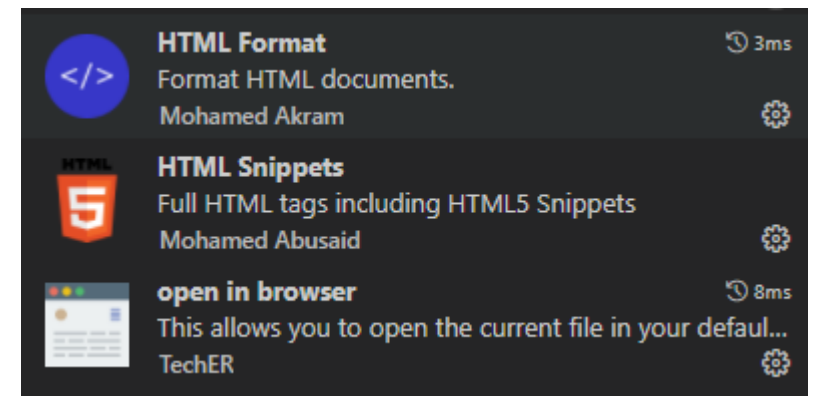 HTML Format 3ms
</> Format HTML documents.
Mohamed Akram
HTML HTML Snippets
5 Full HTML tags including HTML5 Snippets
Mohamed Abusaid
open in browser 8ms
This allows you to open the current file in your defaul...
TechER